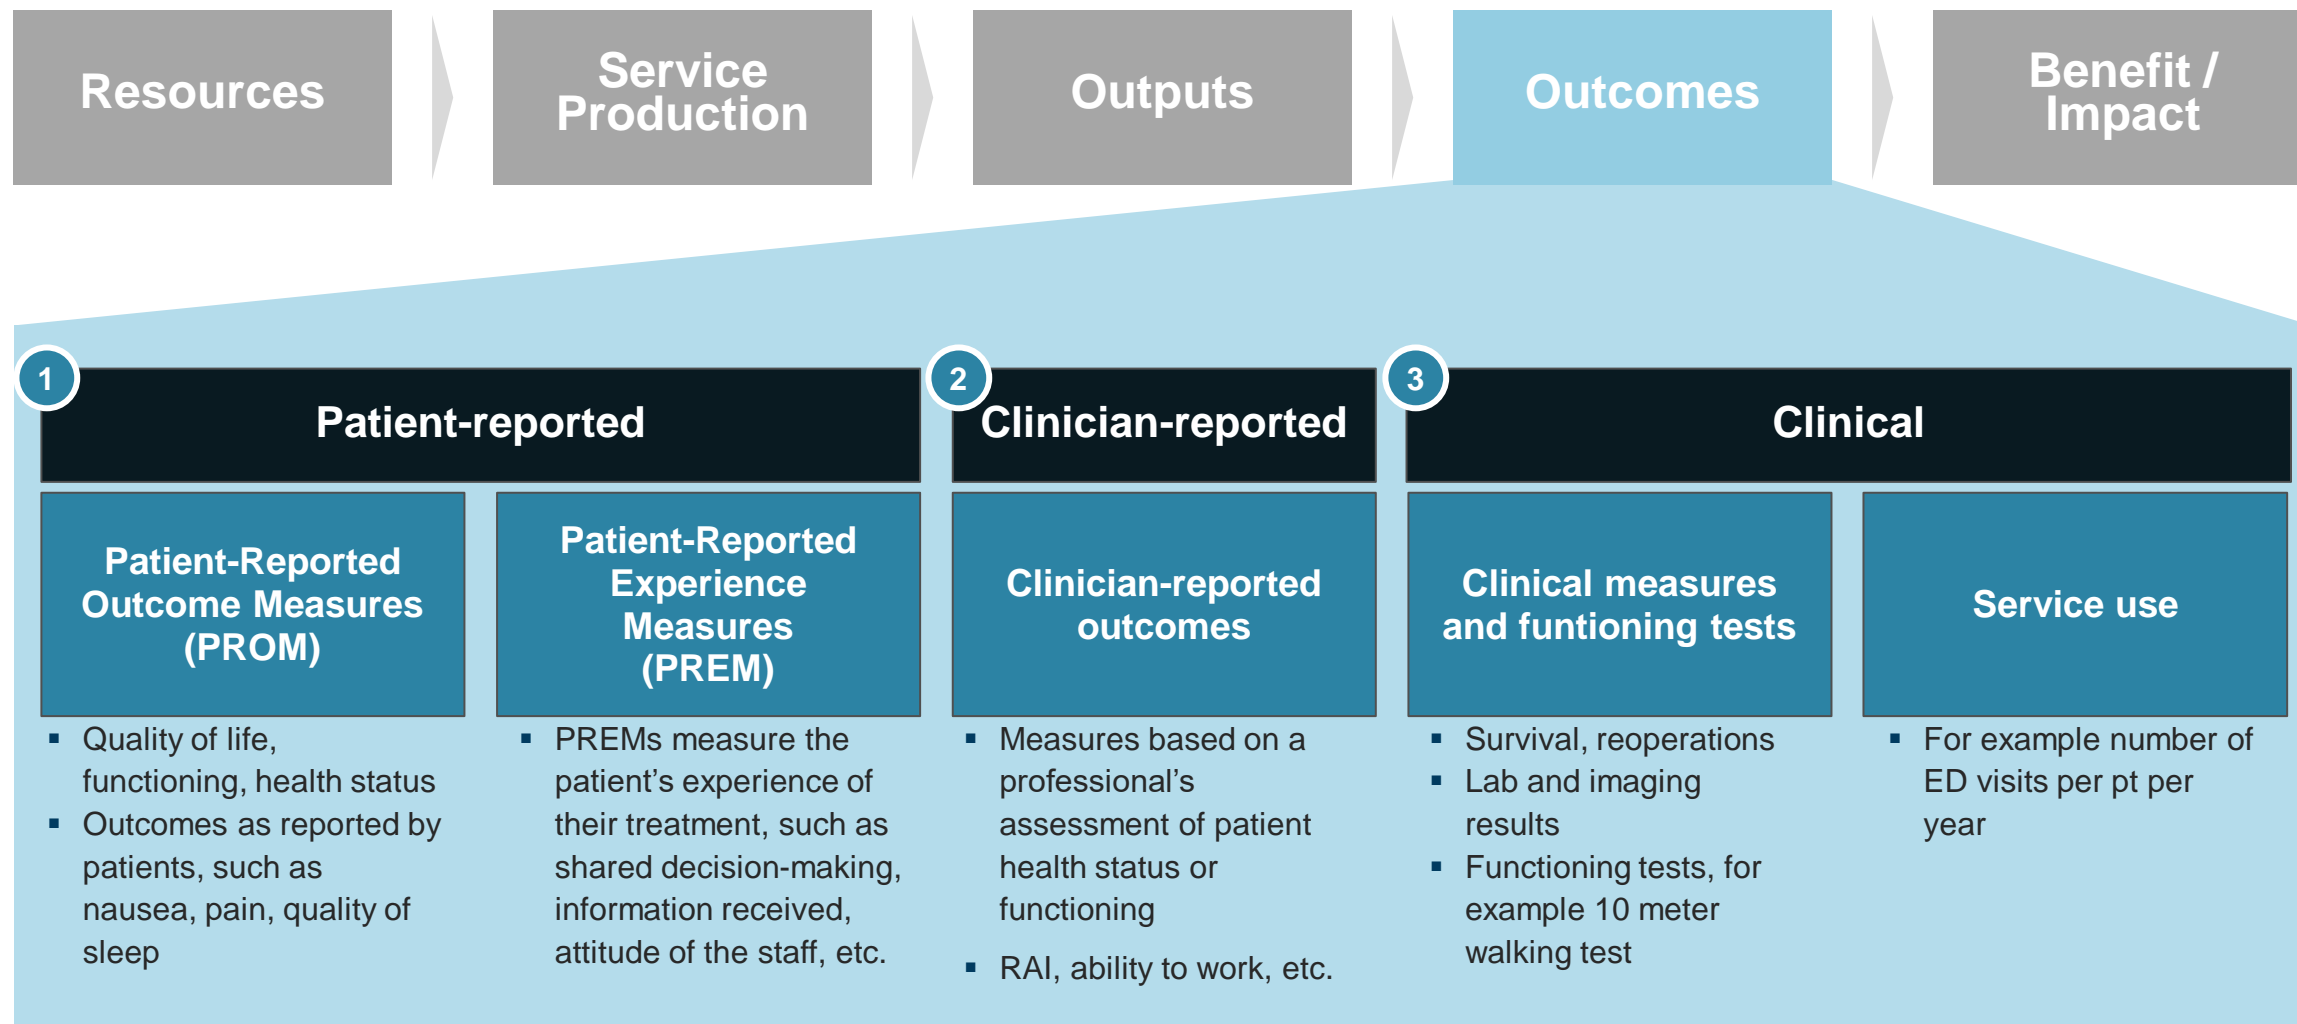 Resources
Service
Production
Outputs
Outcomes
Benefit /
Impact
1
Patient-reported
2
Clinician-reported
3
Clinical
Patient-Reported
Outcome Measures
(PROM)
Patient-Reported
Experience
Measures
(PREM)
Clinician-reported
outcomes
Clinical measures
and funtioning tests
Service use
▪ Quality of life,
functioning, health status
▪ Outcomes as reported by
patients, such as
nausea, pain, quality of
sleep
▪ PREMs measure the
patient’s experience of
their treatment, such as
shared decision-making,
information received,
attitude of the staff, etc.
▪ Measures based on a
professional’s
assessment of patient
health status or
functioning
▪ RAI, ability to work, etc.
▪ Survival, reoperations
▪ Lab and imaging
results
▪ Functioning tests, for
example 10 meter
walking test
▪ For example number of
ED visits per pt per
year